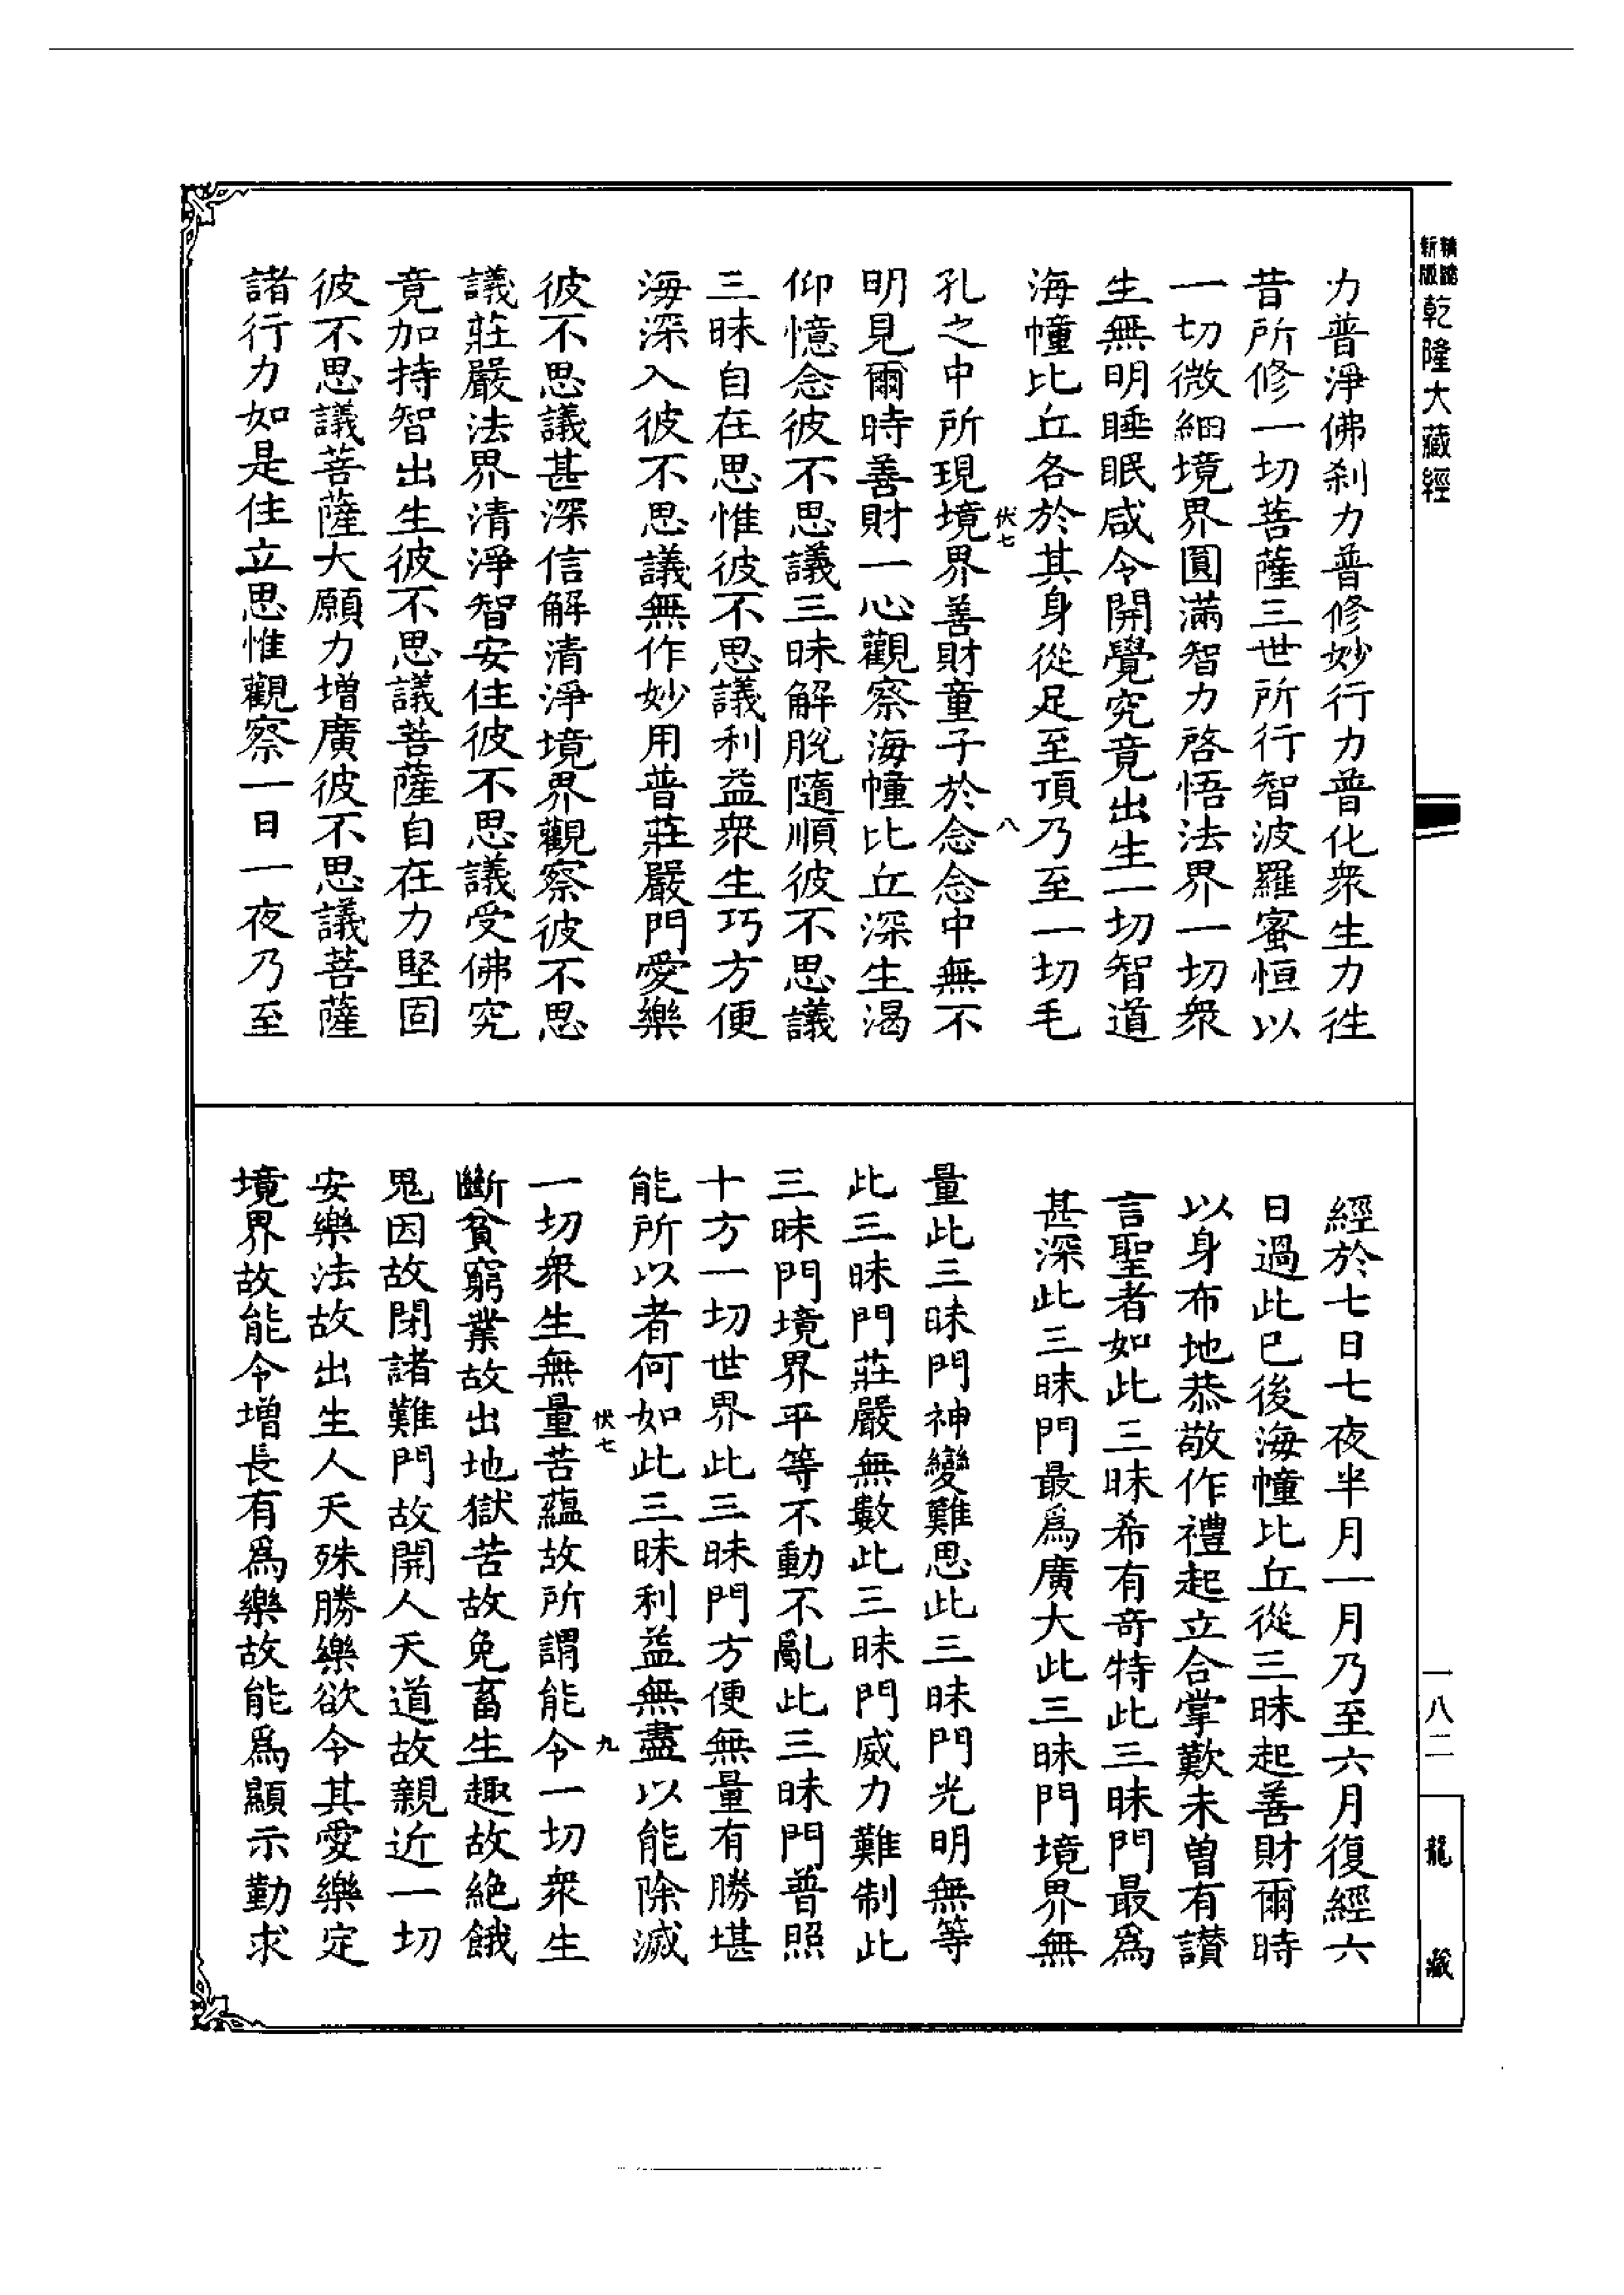 新版
乾隆大藏經
力普淨佛刹力普修妙行力普化衆生力徃
昔所修一切菩薩三世所行智波羅蜜恒以
一切微細境界圓滿智力啓悟法界一切衆
生無明睡眠咸令開覺究竟出生一切智道
海幢比丘各於其身從足至頂乃至一切毛
伏七
八
孔之中所現境界善財童子於念念中無不
明見爾時善財一心觀察海幢比丘深生渴
仰憶念彼不思議三昧解脫隨順彼不思議
三昧自在思惟彼不思議利益衆生巧方便
海深入彼不思議無作妙用普莊嚴門愛樂
彼不思議甚深信解清淨境界觀察彼不思
議莊嚴法界清淨智安住彼不思議受佛究
竟加持智出生彼不思議菩薩自在力堅固
彼不思議菩薩大願力增廣彼不思議菩薩
諸行力如是住立思惟觀察一日一夜乃至
經於七日七夜半月一月乃至六月復經六
日過此已後海幢比丘從三昧起善財爾時
以身布地恭敬作禮起立合掌歎未曾有讃
言聖者如此三昧希有奇特此三昧門最爲
甚深此三昧門最爲廣大此三昧門境界無
量此三昧門神變難思此三昧門光明無等
此三昧門莊嚴無數此三昧門威力難制此
三昧門境界平等不動不亂此三昧門普照
十方一切世界此三昧門方便無量有勝堪
能所以者何如此三昧利益無盡以能除滅
伏七
九
一切衆生無量苦蘊故所謂能令一切衆生
斷貧窮業故出地獄苦故免畜生趣故絶餓
鬼因故閉諸難門故開人天道故親近一切
安樂法故出生人天殊勝樂欲令其愛樂定
境界故能令增長有爲樂故能爲顯示勤求
一八二
龍藏